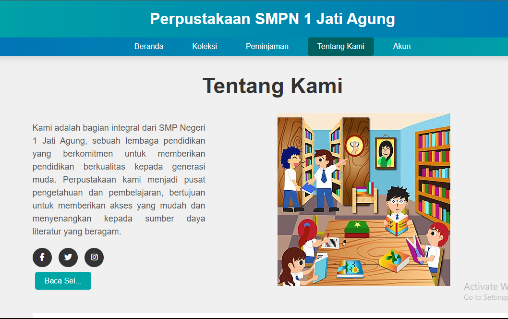 Perpustakaan SMPN 1 Jati Agung
Beranda Koleksi Peminjaman Tentang Kami Akun
Tentang Kami
Kami adalah bagian integral dari SMP Negeri
1 Jati Agung, sebuah lembaga pendidikan
yang berkomitmen untuk memberikan
pendidikan berkualitas kepada generasi
muda. Perpustakaan kami menjadi pusat
pengetahuan dan pembelajaran, bertujuan
untuk memberikan akses yang mudah dan
menyenangkan kepada sumber daya
literatur yang beragam.
Baca Sel...
Activate W
Go to Settings